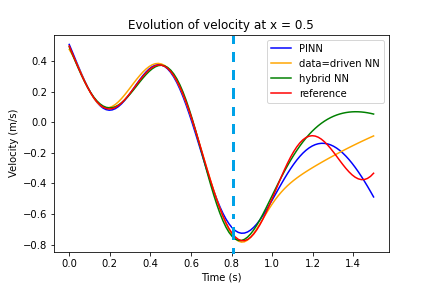 Evolution of velocity at x = 0.5
PINN
data=driven NN
hybrid NN
reference
Velocity (m/s)
0.4
0.2
0.0
−0.2
−0.4
−0.6
−0.8
0.0 0.2 0.4 0.6 0.8 1.0 1.2 1.4
Time (s)